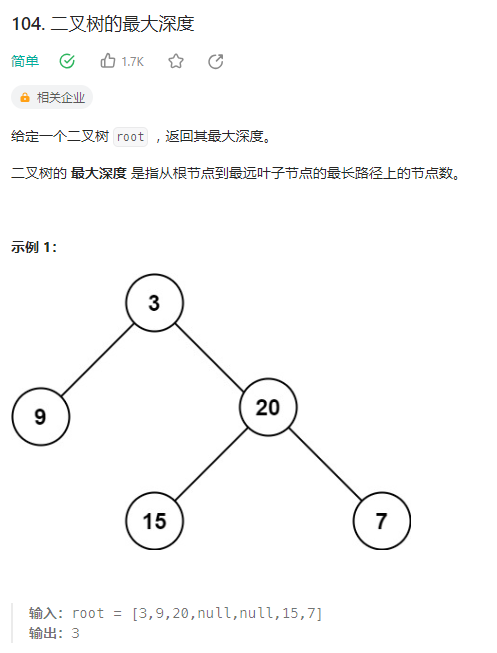 104. 二叉树的最大深度
简单 1.7K
相关企业
给定一个二叉树 root ，返回其最大深度。
二叉树的 最大深度 是指从根节点到最远叶子节点的最长路径上的节点数。
示例 1：
3
9
20
15
7
输入：root = [3,9,20,null,null,15,7]
输出：3